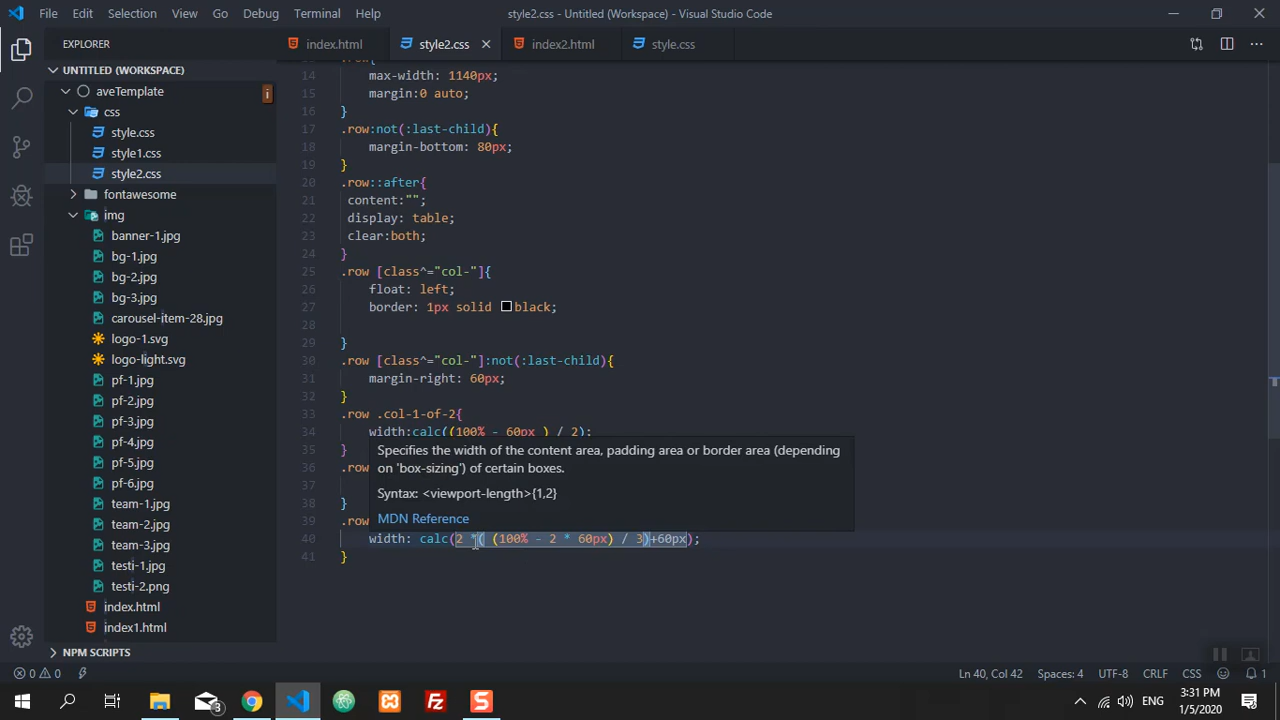 File Edit Selection View Go Debug Terminal Help
style2.css - Untitled (Workspace) - Visual Studio Code
EXPLORER
index.html
style2.css
index2.html
style.css
UNTITLED (WORKSPACE)
aveTemplate
i
css
style.css
style1.css
style2.css
fontawesome
img
banner-1.jpg
bg-1.jpg
bg-2.jpg
bg-3.jpg
carousel-item-28.jpg
logo-1.svg
logo-light.svg
pf-1.jpg
pf-2.jpg
pf-3.jpg
pf-4.jpg
pf-5.jpg
pf-6.jpg
team-1.jpg
team-2.jpg
team-3.jpg
testi-1.jpg
testi-2.png
index.html
index1.html
NPM SCRIPTS
14 max-width: 1140px;
15 margin:0 auto;
16 }
17 .row:not(:last-child){
18 margin-bottom: 80px;
19 }
20 .row::after{
21 content:"";
22 display: table;
23 clear:both;
24 }
25 .row [class^="col-"]{
26 float: left;
27 border: 1px solid black;
28
29 }
30 .row [class^="col-"]:not(:last-child){
31 margin-right: 60px;
32 }
33 .row .col-1-of-2{
34 width:calc((100% - 60px ) / 2);
35 }
36 .row
37
38 }
39 .row
40 width: calc(2 *( (100% - 2 * 60px) / 3)+60px);
41 }
Specifies the width of the content area, padding area or border area (depending
on 'box-sizing') of certain boxes.
Syntax: <viewport-length>{1,2}
MDN Reference
0 0
Ln 40, Col 42 Spaces: 4 UTF-8 CRLF CSS 1
3
ENG
3:31 PM
1/5/2020